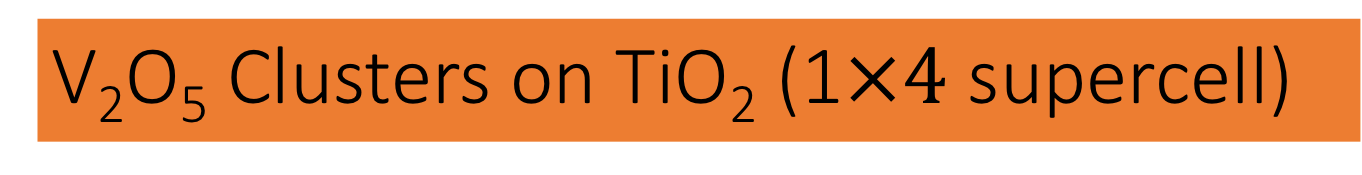 V₂O₅ Clusters on TiO₂ (1×4 supercell)